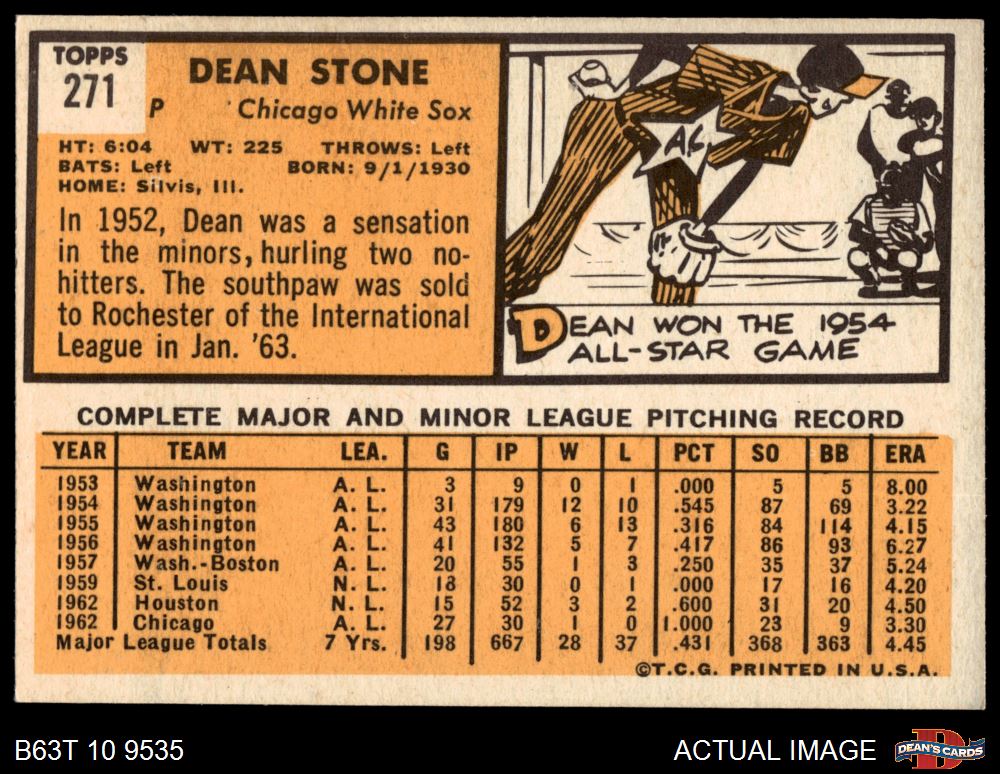 TOPPS
271
DEAN STONE
P Chicago White Sox
HT: 6:04 WT: 225 THROWS: Left
BATS: Left BORN: 9/1/1930
HOME: Silvis, Ill.
In 1952, Dean was a sensation
in the minors, hurling two no-
hitters. The southpaw was sold
to Rochester of the International
League in Jan. '63.
AL
DEAN WON THE 1954
ALL-STAR GAME
COMPLETE MAJOR AND MINOR LEAGUE PITCHING RECORD
YEAR TEAM LEA. G IP W L PCT SO BB ERA
1953 Washington A. L. 3 9 0 1 .000 5 5 8.00
1954 Washington A. L. 31 179 12 10 .545 87 69 3.22
1955 Washington A. L. 43 180 6 13 .316 84 114 4.15
1956 Washington A. L. 41 132 5 7 .417 86 93 6.27
1957 Wash.-Boston A. L. 20 55 1 3 .250 35 37 5.24
1959 St. Louis N. L. 18 30 0 1 .000 17 16 4.20
1962 Houston N. L. 15 52 3 2 .600 31 20 4.50
1962 Chicago A. L. 27 30 1 0 1.000 23 9 3.30
Major League Totals 7 Yrs. 198 667 28 37 .431 368 363 4.45
©T.C.G. PRINTED IN U.S.A.
B63T 10 9535 ACTUAL IMAGE D DEAN'S CARDS